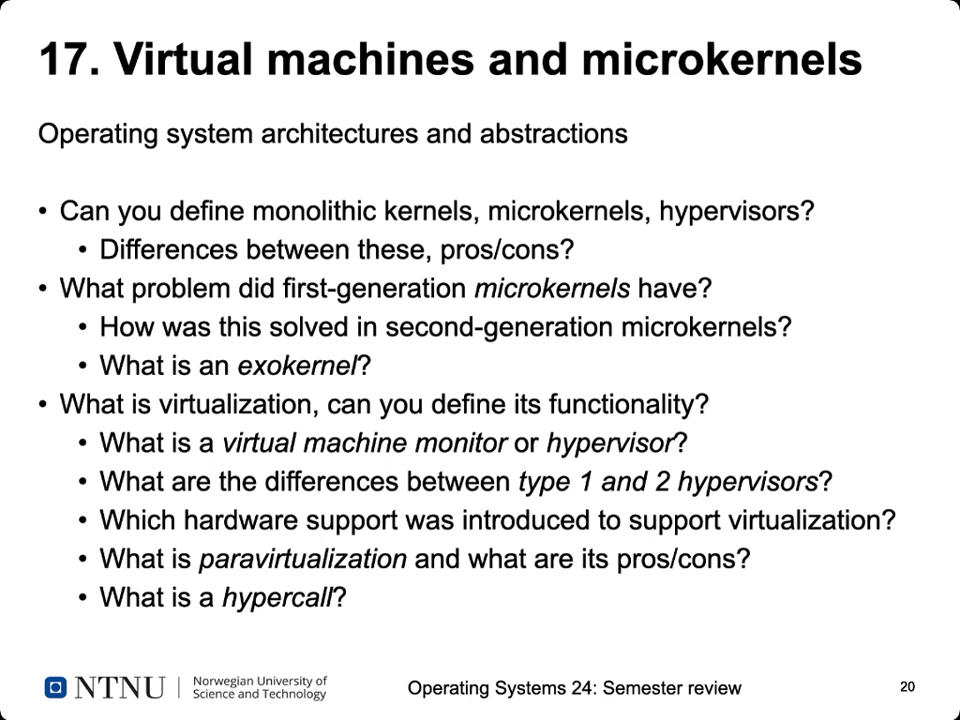 17. Virtual machines and microkernels
Operating system architectures and abstractions
• Can you define monolithic kernels, microkernels, hypervisors?
• Differences between these, pros/cons?
• What problem did first-generation microkernels have?
• How was this solved in second-generation microkernels?
• What is an exokernel?
• What is virtualization, can you define its functionality?
• What is a virtual machine monitor or hypervisor?
• What are the differences between type 1 and 2 hypervisors?
• Which hardware support was introduced to support virtualization?
• What is paravirtualization and what are its pros/cons?
• What is a hypercall?
NTNU
Norwegian University of
Science and Technology
Operating Systems 24: Semester review
20